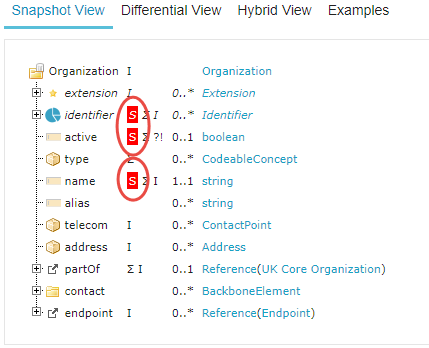 Snapshot View Differential View Hybrid View Examples
Organization I Organization
extension I 0..* Extension
identifier S Σ I 0..* Identifier
active S Σ ?! 0..1 boolean
type Σ 0..* CodeableConcept
name S Σ I 1..1 string
alias 0..* string
telecom I 0..* ContactPoint
address I 0..* Address
partOf Σ I 0..1 Reference(UK Core Organization)
contact 0..* BackboneElement
endpoint I 0..* Reference(Endpoint)